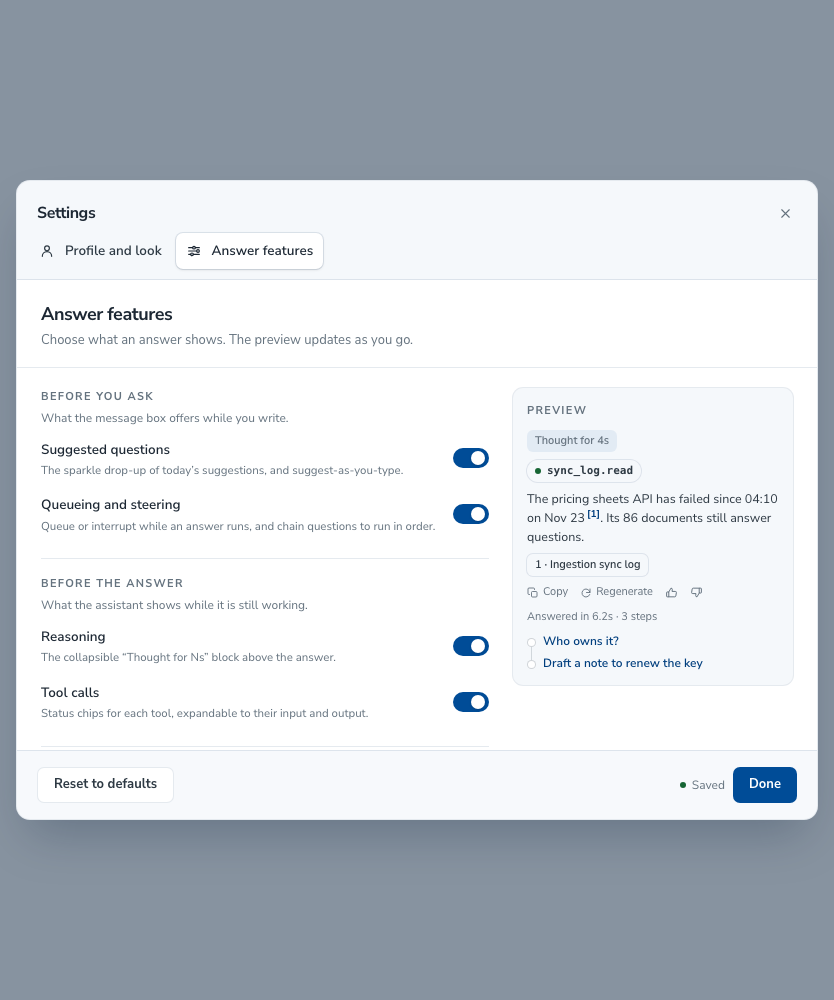 Settings
Profile and look
Answer features
Answer features
Choose what an answer shows. The preview updates as you go.
BEFORE YOU ASK
What the message box offers while you write.
Suggested questions
The sparkle drop-up of today’s suggestions, and suggest-as-you-type.
Queueing and steering
Queue or interrupt while an answer runs, and chain questions to run in order.
BEFORE THE ANSWER
What the assistant shows while it is still working.
Reasoning
The collapsible “Thought for Ns” block above the answer.
Tool calls
Status chips for each tool, expandable to their input and output.
PREVIEW
Thought for 4s
sync_log.read
The pricing sheets API has failed since 04:10
on Nov 23 [1]. Its 86 documents still answer
questions.
1 · Ingestion sync log
Copy Regenerate
Answered in 6.2s · 3 steps
Who owns it?
Draft a note to renew the key
Reset to defaults
Saved
Done